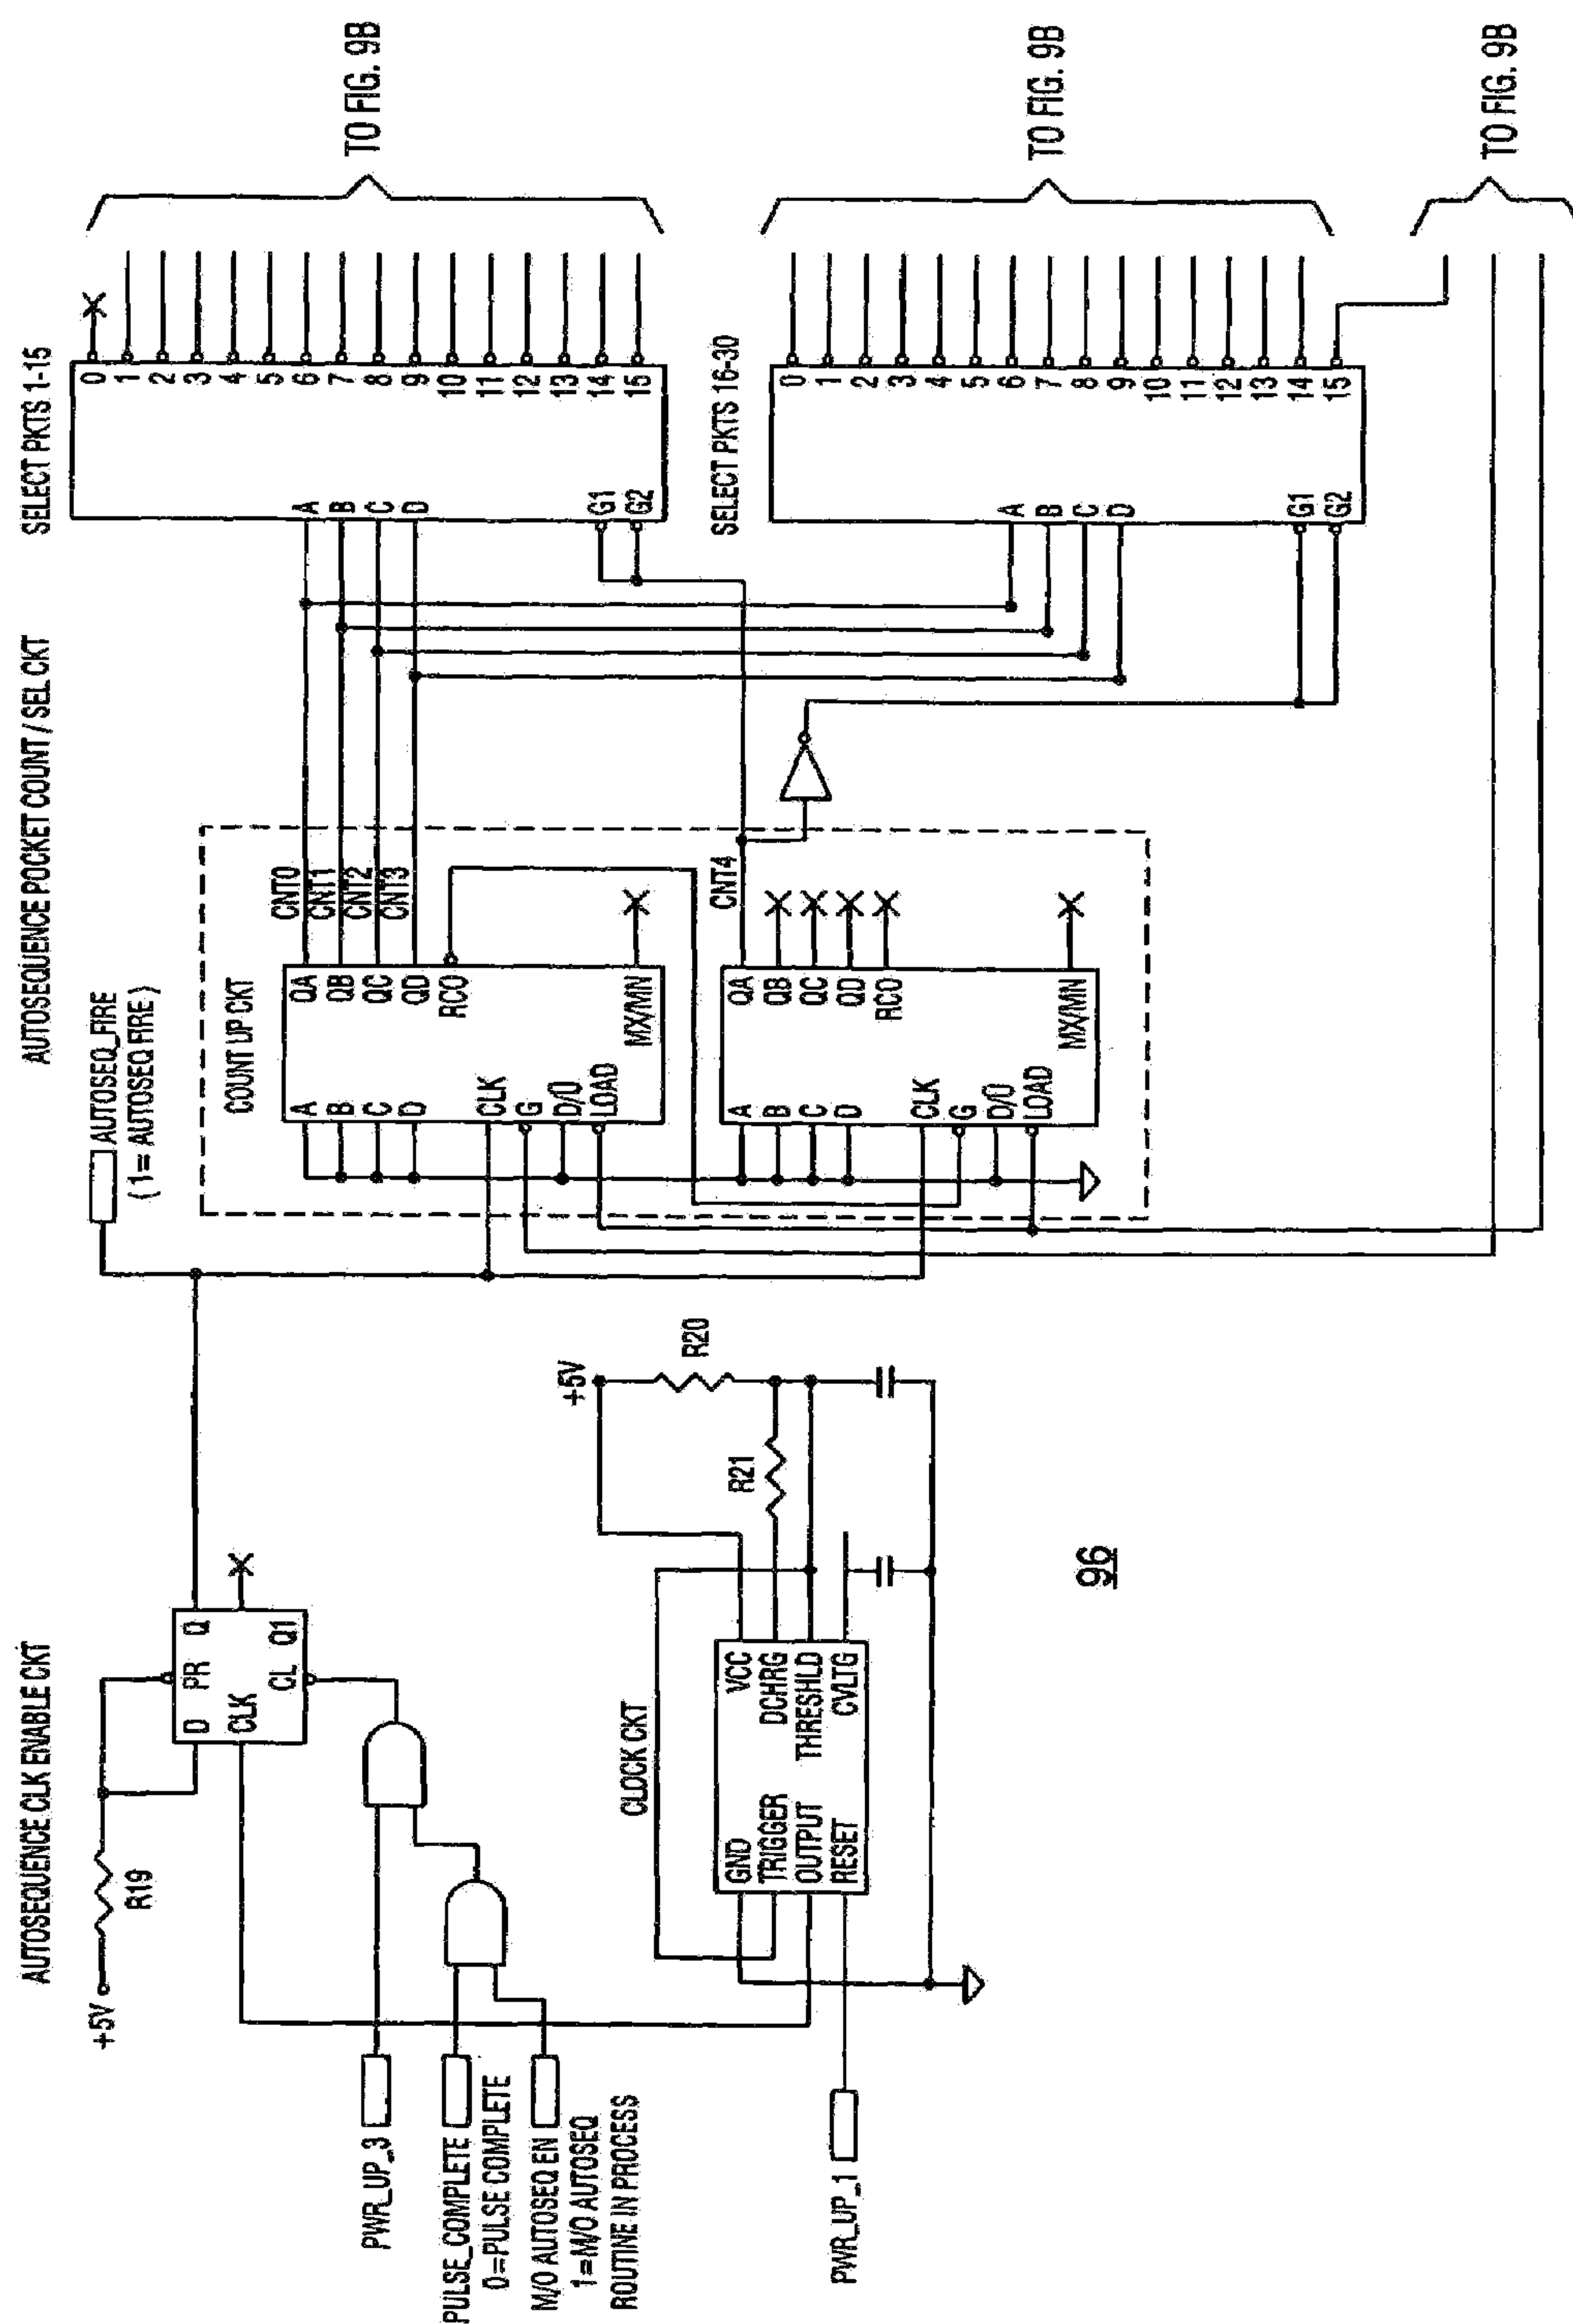 AUTOSEQUENCE CLK ENABLE CKT
+5V
R19
D PR Q
CLK
CL Q1
PWR_UP_3
PULSE_COMPLETE
0=PULSE COMPLETE
M/O AUTOSEQ EN
1=M/O AUTOSEQ
ROUTINE IN PROCESS
CLOCK CKT
GND VCC
TRIGGER DCHRG
OUTPUT THRESHLD
RESET CVLTG
+5V
R20
R21
PWR_UP_1
96
AUTOSEQUENCE POCKET COUNT / SEL CKT
AUTOSEQ_FIRE
(1= AUTOSEQ FIRE)
COUNT UP CKT
A QA CNT0
B QB CNT1
C QC CNT2
D QD CNT3
RCO
CLK
G
D/U
LOAD MX/MN
A QA CNT4
B QB
C QC
D QD
RCO
CLK
G
D/U
LOAD MX/MN
SELECT PKTS 1-15
0
1
2
3
4
5
A 6
B 7
C 8
D 9
10
11
12
13
G1 14
G2 15
TO FIG. 9B
SELECT PKTS 16-30
0
1
2
3
4
5
A 6
B 7
C 8
D 9
10
11
12
13
G1 14
G2 15
TO FIG. 9B
TO FIG. 9B